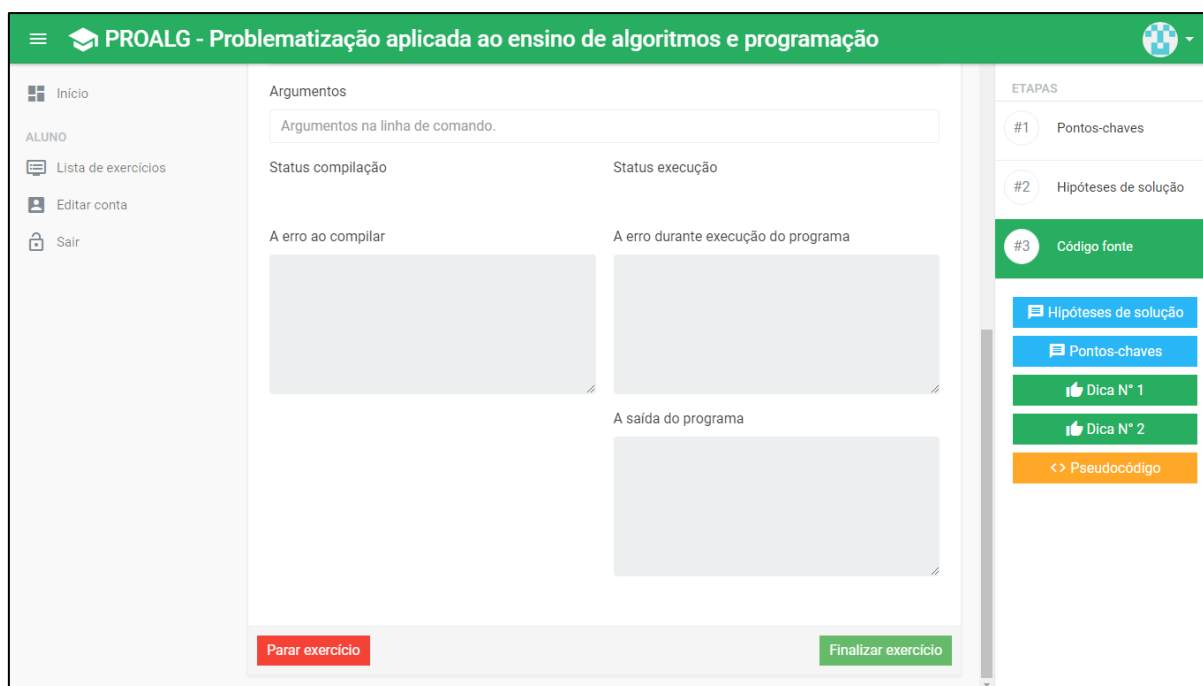 PROALG - Problematização aplicada ao ensino de algoritmos e programação
Início
ALUNO
Lista de exercícios
Editar conta
Sair
Argumentos
Argumentos na linha de comando.
Status compilação
Status execução
A erro ao compilar
A erro durante execução do programa
A saída do programa
Parar exercício
Finalizar exercício
ETAPAS
#1 Pontos-chaves
#2 Hipóteses de solução
#3 Código fonte
Hipóteses de solução
Pontos-chaves
Dica N° 1
Dica N° 2
<> Pseudocódigo